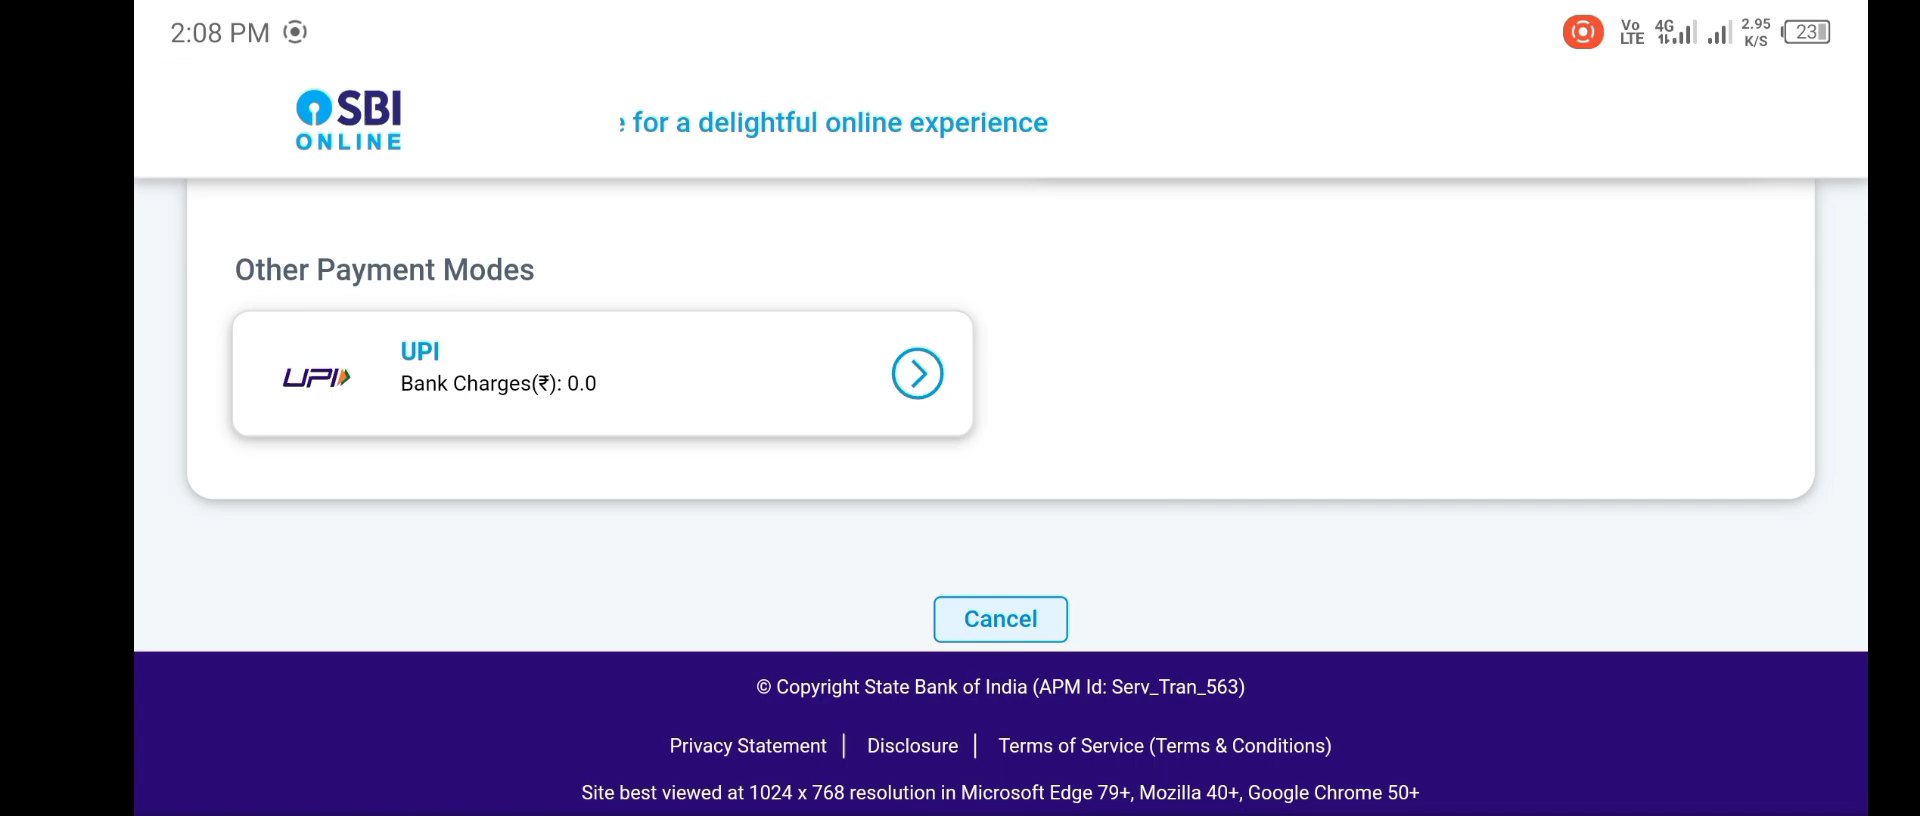 2:08 PM
Vo LTE 4G 2.95 K/S 23
SBI
ONLINE
for a delightful online experience
Other Payment Modes
UPI
UPI
Bank Charges(₹): 0.0
Cancel
© Copyright State Bank of India (APM Id: Serv_Tran_563)
Privacy Statement | Disclosure | Terms of Service (Terms & Conditions)
Site best viewed at 1024 x 768 resolution in Microsoft Edge 79+, Mozilla 40+, Google Chrome 50+